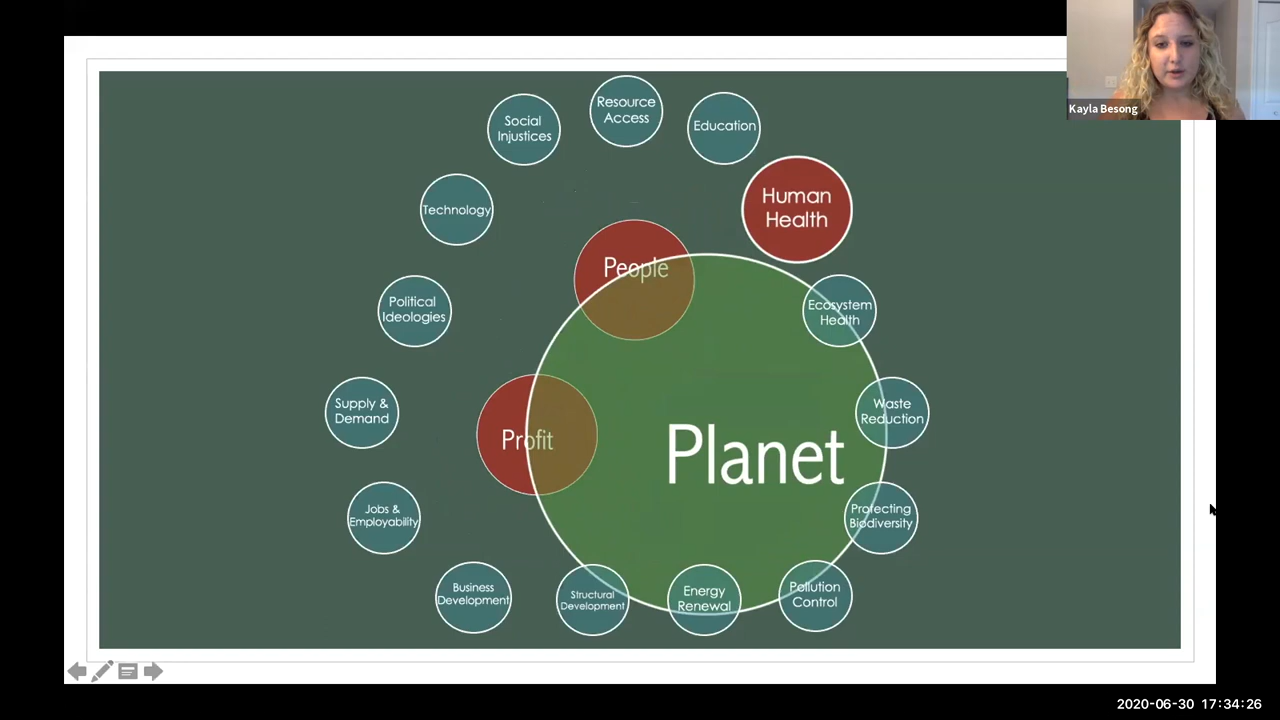 Kayla Besong
Resource
Access
Social
Injustices
Education
Technology
Human
Health
People
Political
Ideologies
Ecosystem
Health
Supply &
Demand
Waste
Reduction
Profit
Planet
Jobs &
Employability
Protecting
Biodiversity
Business
Development
Structural
Development
Energy
Renewal
Pollution
Control
2020-06-30 17:34:26